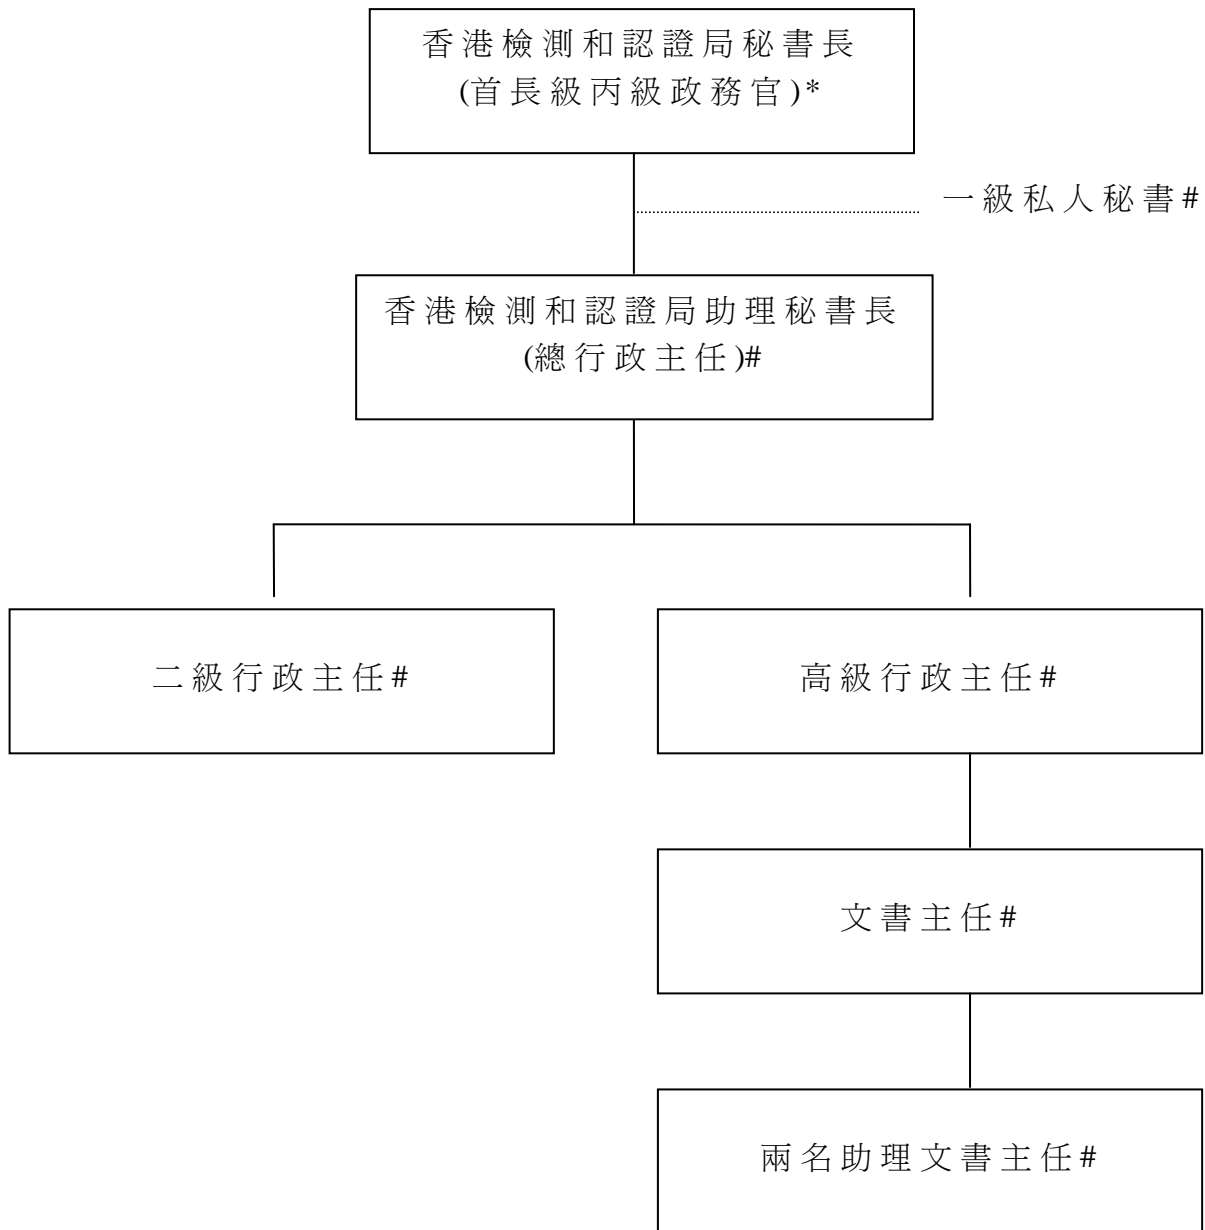 香港檢測和認證局秘書長
(首長級丙級政務官)*
一級私人秘書#
香港檢測和認證局助理秘書長
(總行政主任)#
二級行政主任#
高級行政主任#
文書主任#
兩名助理文書主任#